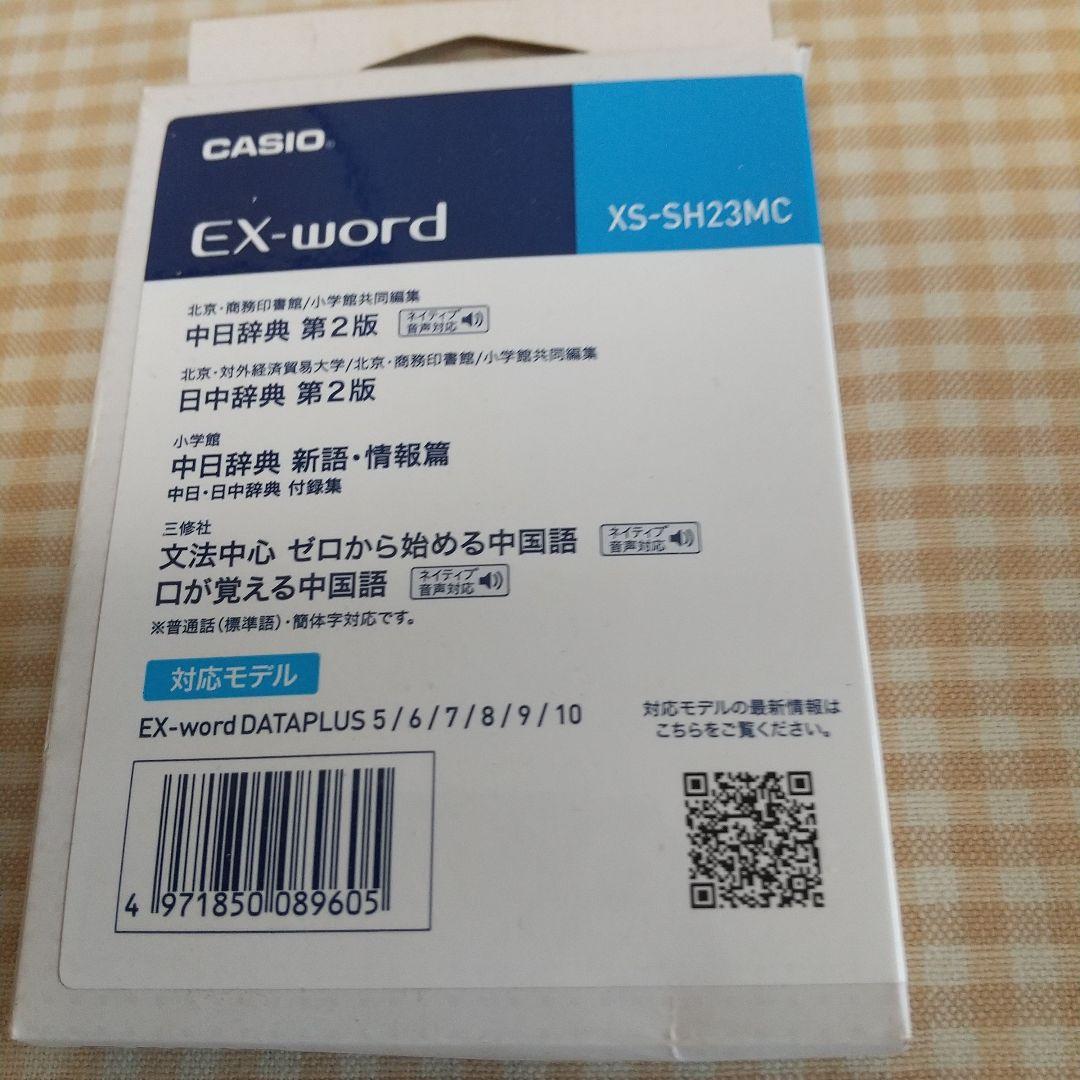 CASIO®
EX-word
XS-SH23MC
北京・商務印書館/小学館共同編集
中日辞典 第2版
ネイティブ
音声対応
北京・対外経済貿易大学/北京・商務印書館/小学館共同編集
日中辞典 第2版
小学館
中日辞典 新語・情報篇
中日・日中辞典 付録集
三修社
文法中心 ゼロから始める中国語
ネイティブ
音声対応
口が覚える中国語
ネイティブ
音声対応
※普通話(標準語)・簡体字対応です。
対応モデル
EX-word DATAPLUS 5/6/7/8/9/10
対応モデルの最新情報は
こちらをご覧ください。
4 971850 089605